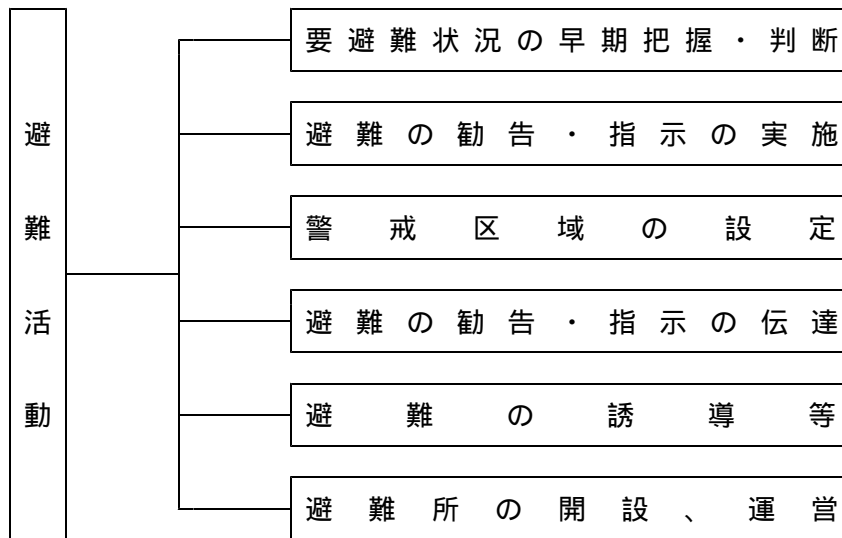 避難活動
要避難状況の早期把握・判断
避難の勧告・指示の実施
警戒区域の設定
避難の勧告・指示の伝達
避難の誘導等
避難所の開設、運営